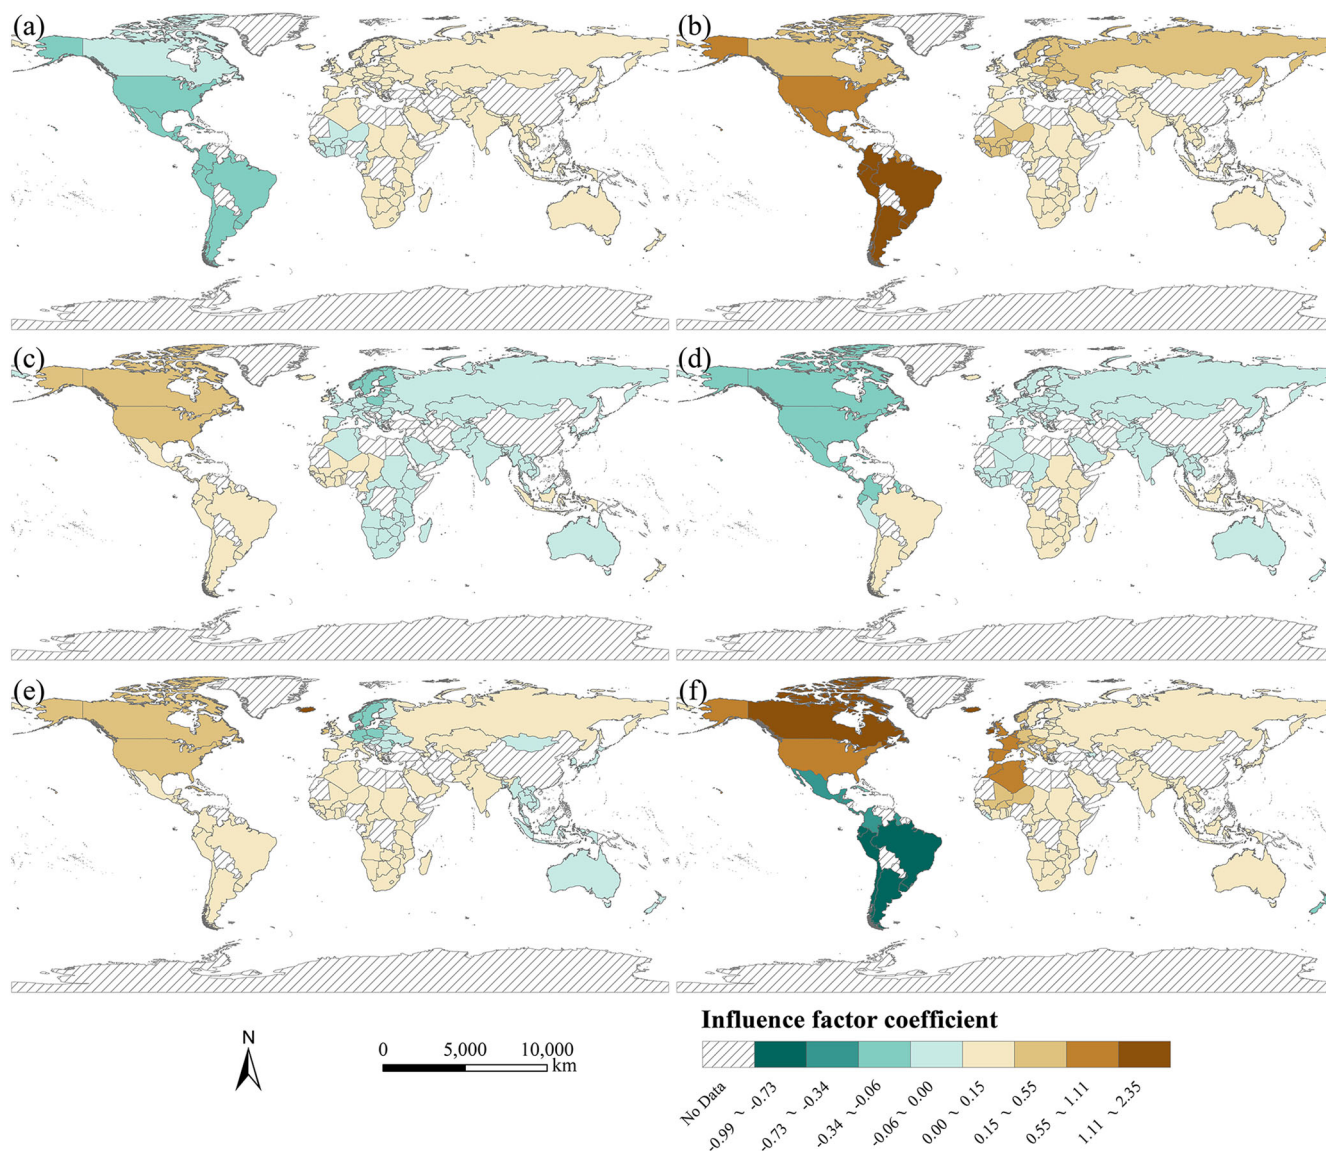 (a)
(b)
(c)
(d)
(e)
(f)
N
0 5,000 10,000
km
Influence factor coefficient
No Data
-0.99 ~ -0.73
-0.73 ~ -0.34
-0.34 ~ -0.06
-0.06 ~ 0.00
0.00 ~ 0.15
0.15 ~ 0.55
0.55 ~ 1.11
1.11 ~ 2.35